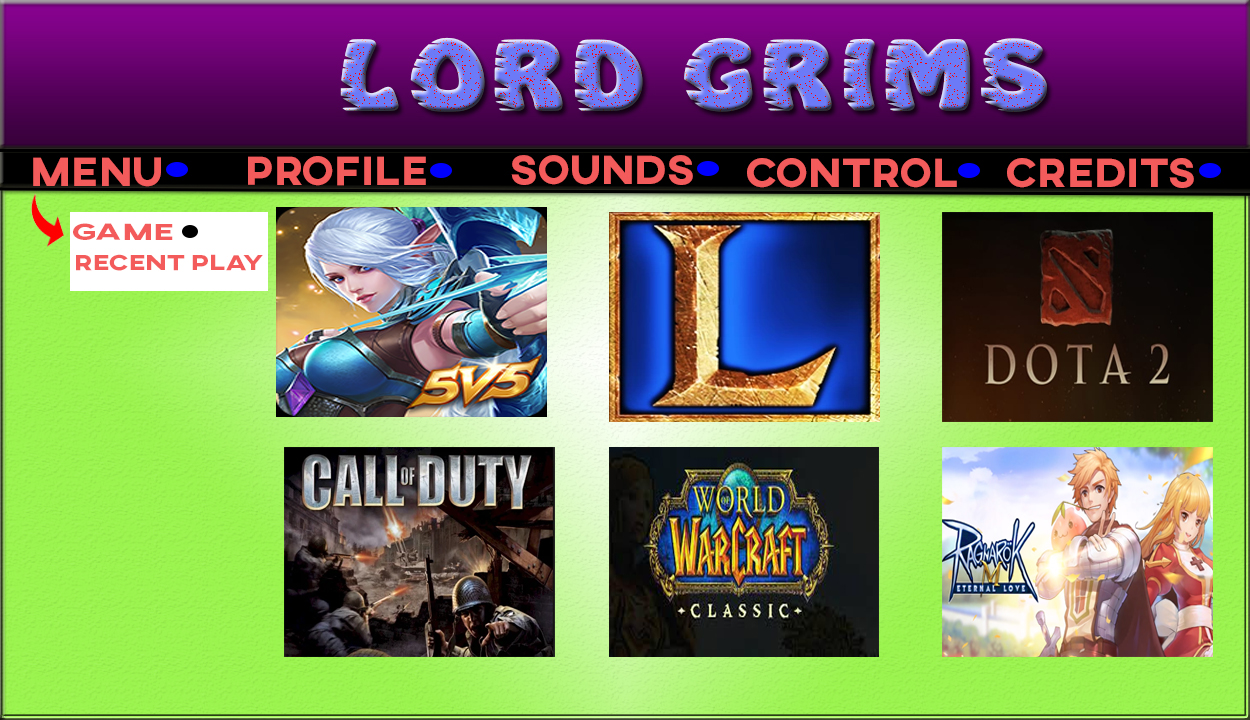 LORD GRIMS
MENU PROFILE SOUNDS CONTROL CREDITS
GAME
RECENT PLAY
5V5
L
DOTA 2
CALL OF DUTY
WORLD OF WARCRAFT
CLASSIC
RAGNAROK M
ETERNAL LOVE